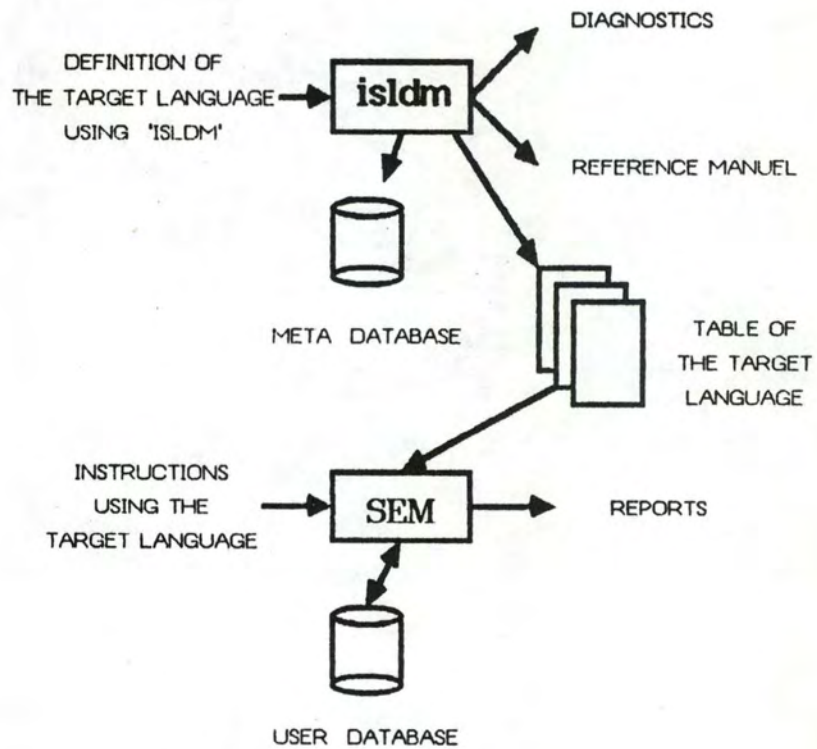 DIAGNOSTICS
DEFINITION OF
THE TARGET LANGUAGE
USING 'ISLDM'
isldm
REFERENCE MANUEL
META DATABASE
TABLE OF
THE TARGET
LANGUAGE
INSTRUCTIONS
USING THE
TARGET LANGUAGE
SEM
REPORTS
USER DATABASE